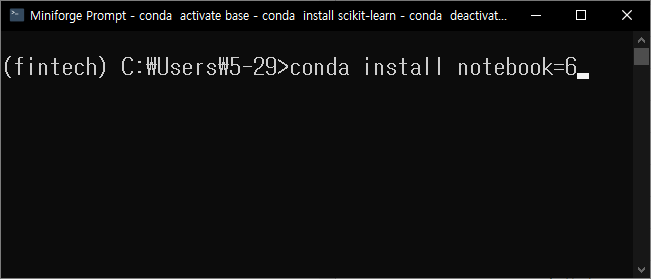 Miniforge Prompt - conda  activate base - conda  install scikit-learn - conda  deactivat...
(fintech) C:₩Users₩5-29>conda install notebook=6